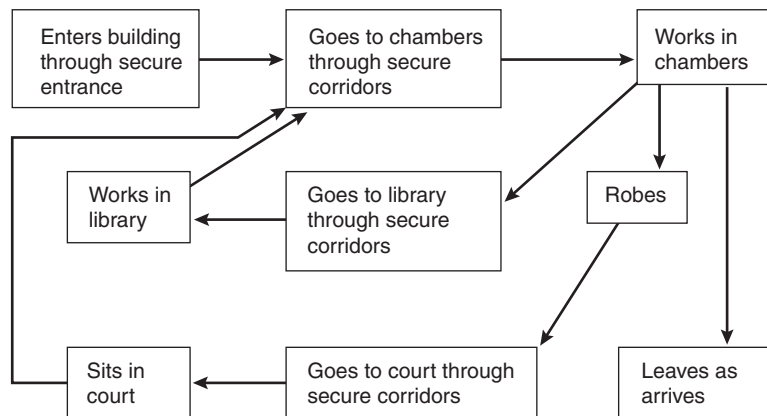 Enters building
through secure
entrance
Goes to chambers
through secure
corridors
Works in
chambers
Works in
library
Goes to library
through secure
corridors
Robes
Sits in
court
Goes to court through
secure corridors
Leaves as
arrives